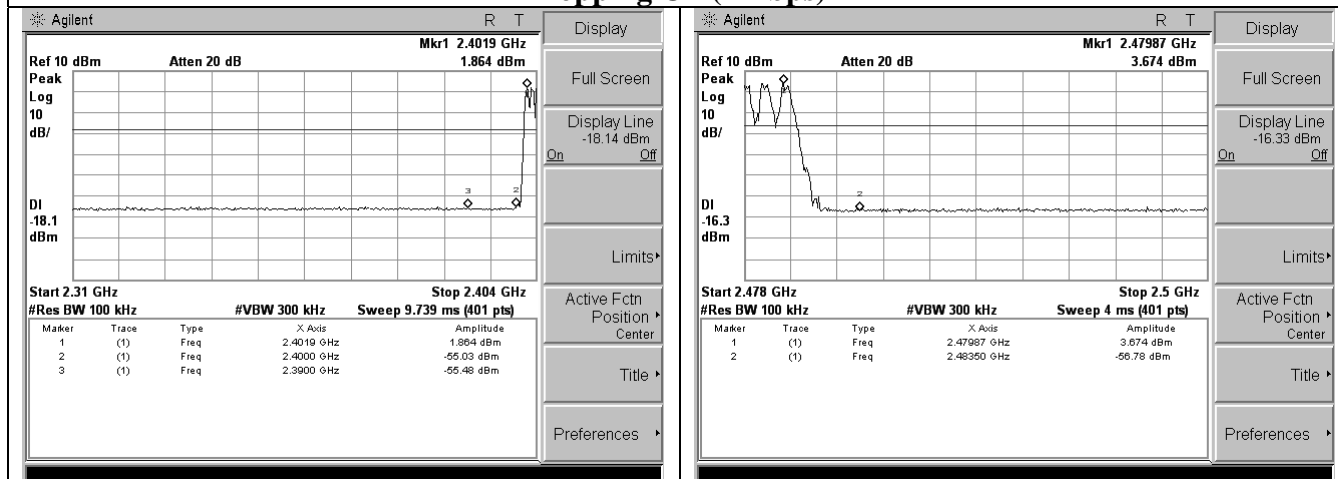 Agilent R T
Display
Mkr1 2.4019 GHz
Ref 10 dBm Atten 20 dB 1.864 dBm
Peak
Log
10
dB/
DI
-18.1
dBm
1
2
3
Start 2.31 GHz Stop 2.404 GHz
#Res BW 100 kHz #VBW 300 kHz Sweep 9.739 ms (401 pts)
Marker Trace Type X Axis Amplitude
1 (1) Freq 2.4019 GHz 1.864 dBm
2 (1) Freq 2.4000 GHz -55.03 dBm
3 (1) Freq 2.3900 GHz -55.48 dBm
Full Screen
Display Line
-18.14 dBm
On Off
Limits
Active Fctn
Position
Center
Title
Preferences
Agilent R T
Display
Mkr1 2.47987 GHz
Ref 10 dBm Atten 20 dB 3.674 dBm
Peak
Log
10
dB/
DI
-16.3
dBm
2
Start 2.478 GHz Stop 2.5 GHz
#Res BW 100 kHz #VBW 300 kHz Sweep 4 ms (401 pts)
Marker Trace Type X Axis Amplitude
1 (1) Freq 2.47987 GHz 3.674 dBm
2 (1) Freq 2.48350 GHz -56.78 dBm
Full Screen
Display Line
-16.33 dBm
On Off
Limits
Active Fctn
Position
Center
Title
Preferences